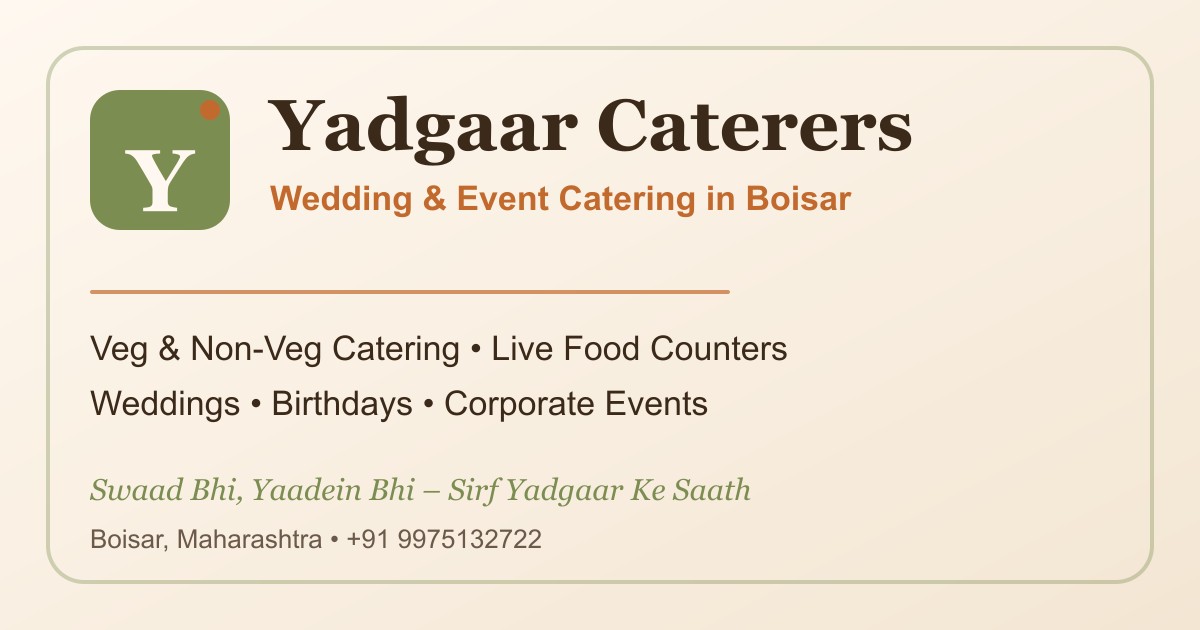 Y
Yadgaar Caterers
Wedding & Event Catering in Boisar
Veg & Non-Veg Catering • Live Food Counters
Weddings • Birthdays • Corporate Events
Swaad Bhi, Yaadein Bhi – Sirf Yadgaar Ke Saath
Boisar, Maharashtra • +91 9975132722